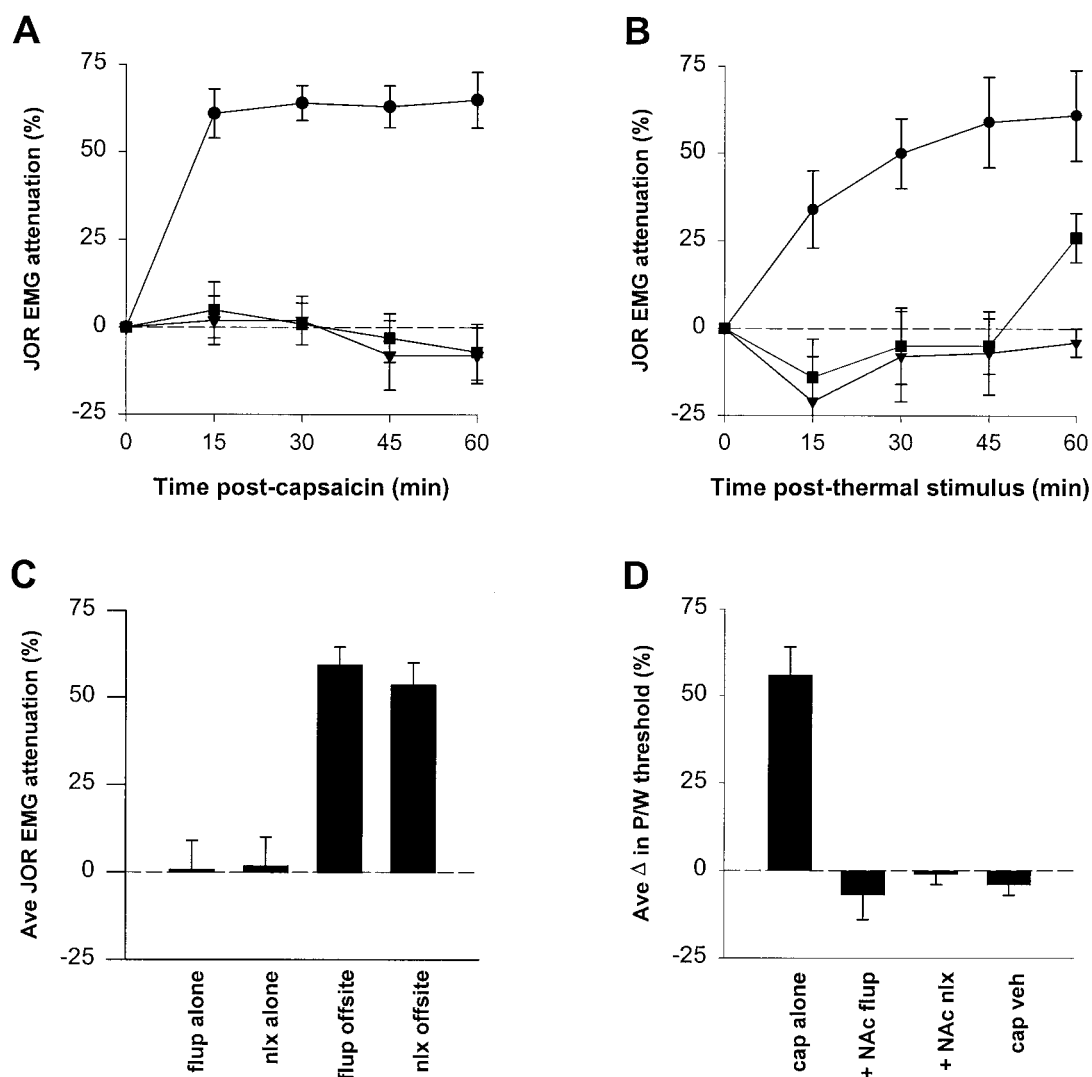 A
75
50
25
0
-25
JOR EMG attenuation (%)
0 15 30 45 60
Time post-capsaicin (min)
B
75
50
25
0
-25
JOR EMG attenuation (%)
0 15 30 45 60
Time post-thermal stimulus (min)
C
75
50
25
0
-25
Ave JOR EMG attenuation (%)
flup alone
nlx alone
flup offsite
nlx offsite
D
75
50
25
0
-25
Ave Δ in P/W threshold (%)
cap alone
+ NAc flup
+ NAc nlx
cap veh